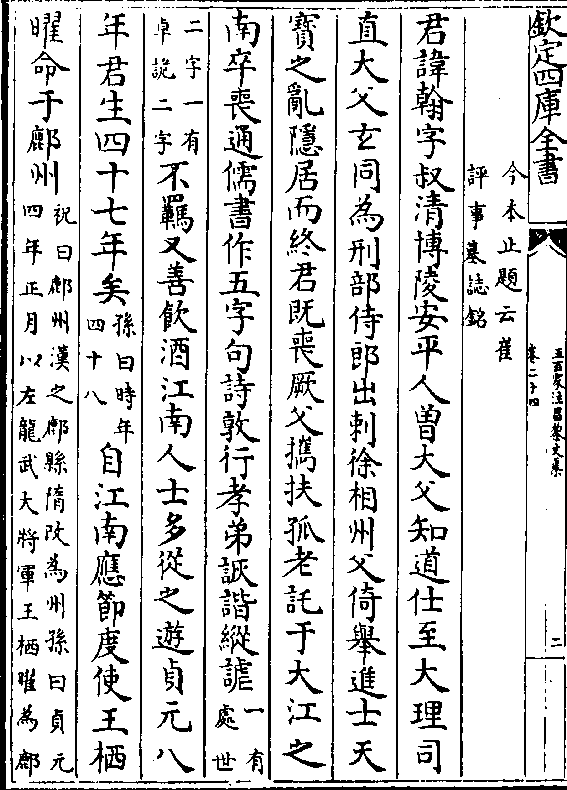 欽定四庫全書
五百家注昌黎文集
卷二十四
二
今本止題云崔
評事墓誌銘
君諱翰字叔清博陵安平人曾大父知道仕至大理司
直大父玄同為刑部侍郎出刺徐相州父倚舉進士天
寶之亂隱居而終君既喪厥父攜扶孤老託于大江之
南卒喪通儒書作五字句詩敦行孝弟詼諧縱謔
一有
處世
二字一有
卓詭二字
不羈又善飲酒江南人士多從之遊貞元八
年君生四十七年矣
孫曰時年
四十八
自江南應節度使王栖
曜命于鄜州
祝曰鄜州漢之鄜縣隋改為州孫曰貞元
四年正月以左龍武大將軍王栖曜為鄜